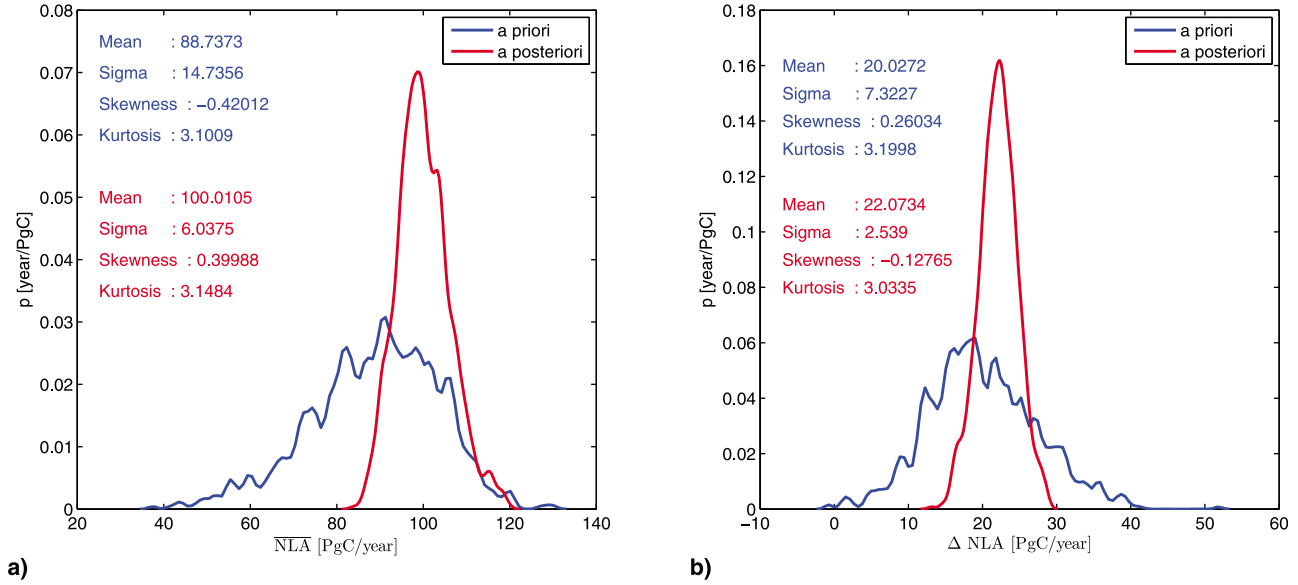 0.08
0.07
0.06
0.05
0.04
0.03
0.02
0.01
0
p [year/PgC]
Mean : 88.7373
Sigma : 14.7356
Skewness : −0.42012
Kurtosis : 3.1009
Mean : 100.0105
Sigma : 6.0375
Skewness : 0.39988
Kurtosis : 3.1484
a priori
a posteriori
20 40 60 80 100 120 140
NLA [PgC/year]
a)
0.18
0.16
0.14
0.12
0.1
0.08
0.06
0.04
0.02
0
p [year/PgC]
Mean : 20.0272
Sigma : 7.3227
Skewness : 0.26034
Kurtosis : 3.1998
Mean : 22.0734
Sigma : 2.539
Skewness : −0.12765
Kurtosis : 3.0335
a priori
a posteriori
−10 0 10 20 30 40 50 60
Δ NLA [PgC/year]
b)